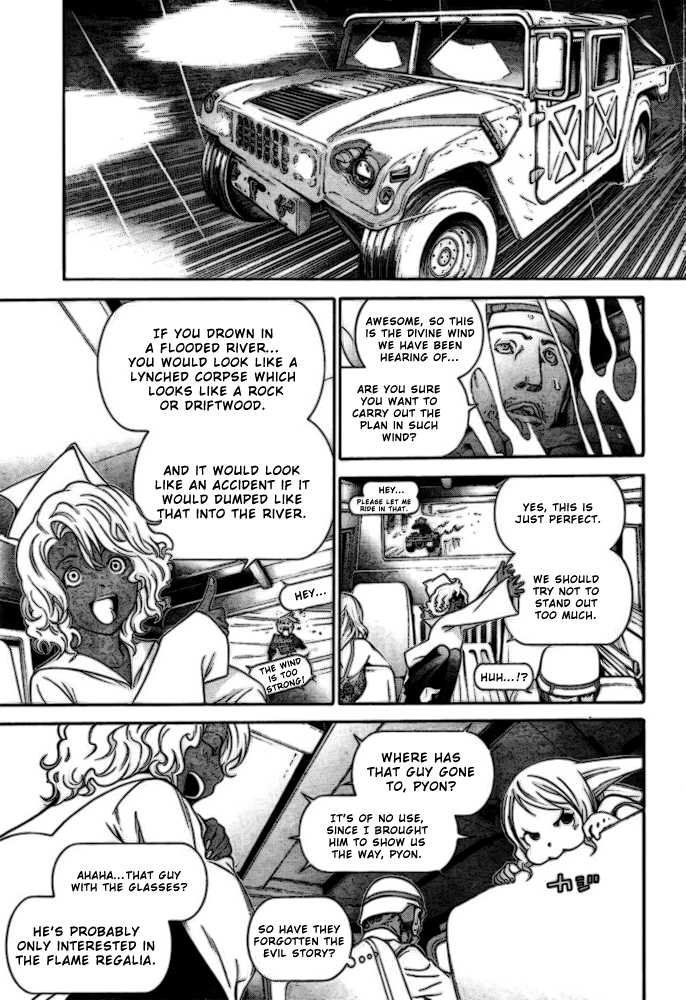 AWESOME, SO THIS
IS THE DIVINE WIND
WE HAVE BEEN
HEARING OF...
ARE YOU SURE
YOU WANT TO
CARRY OUT THE
PLAN IN SUCH
WIND?
IF YOU DROWN IN
A FLOODED RIVER...
YOU WOULD LOOK LIKE A
LYNCHED CORPSE WHICH
LOOKS LIKE A ROCK
OR DRIFTWOOD.
AND IT WOULD LOOK
LIKE AN ACCIDENT IF IT
WOULD DUMPED LIKE
THAT INTO THE RIVER.
HEY...
THE WIND
IS TOO
STRONG!
YES, THIS IS
JUST PERFECT.
WE SHOULD
TRY NOT TO
STAND OUT
TOO MUCH.
HEY...
PLEASE LET ME
RIDE IN THAT.
HUH...!?
WHERE HAS
THAT GUY GONE
TO, PYON?
IT'S OF NO USE,
SINCE I BROUGHT
HIM TO SHOW US
THE WAY, PYON.
カジ"
SO HAVE THEY
FORGOTTEN THE
EVIL STORY?
AHAHA...THAT GUY
WITH THE GLASSES?
HE'S PROBABLY
ONLY INTERESTED IN
THE FLAME REGALIA.